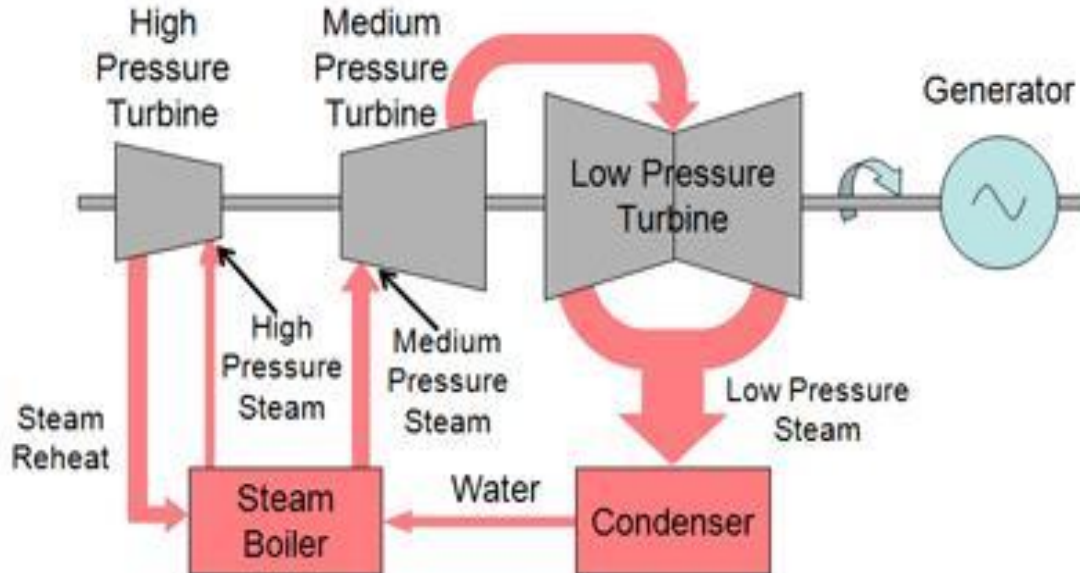 High
Pressure
Turbine
Medium
Pressure
Turbine
Generator
Low Pressure
Turbine
High
Pressure
Steam
Medium
Pressure
Steam
Low Pressure
Steam
Steam
Reheat
Steam
Boiler
Water
Condenser